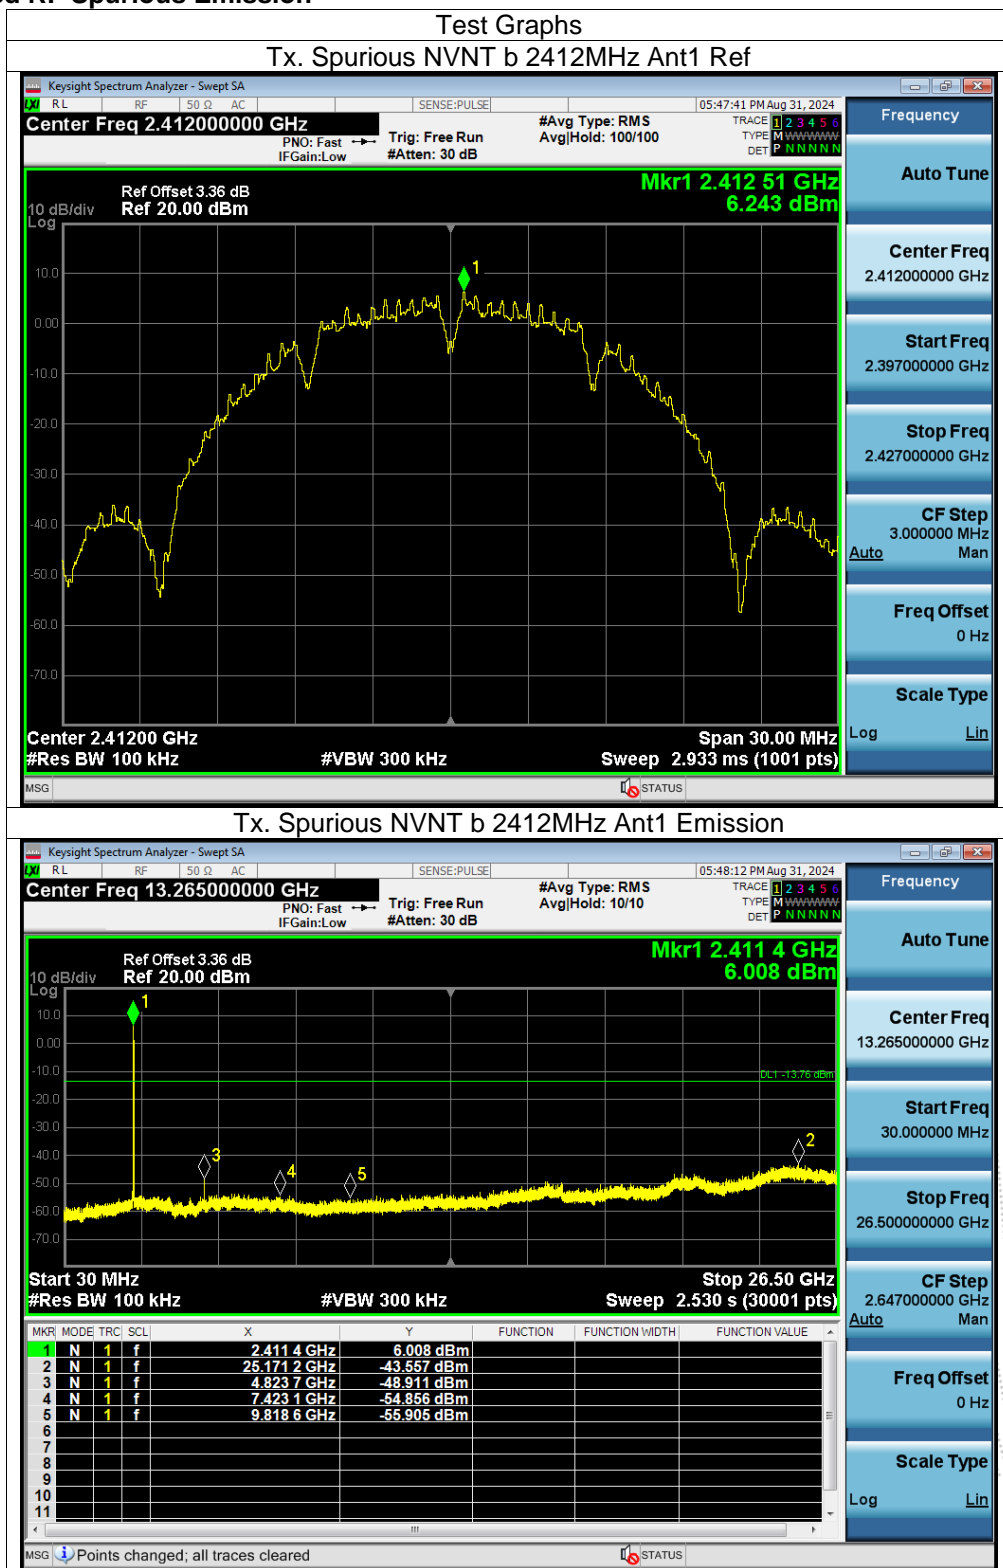 Test Graphs
Tx. Spurious NVNT b 2412MHz Ant1 Ref
Keysight Spectrum Analyzer - Swept SA
LXI RL RF 50 Ω AC SENSE:PULSE 05:47:41 PM Aug 31, 2024
Center Freq 2.412000000 GHz #Avg Type: RMS TRACE 1 2 3 4 5 6
PNO: Fast Trig: Free Run Avg|Hold: 100/100 TYPE M WWWWW
IFGain:Low #Atten: 30 dB DET P N N N N N
Frequency
Auto Tune
Mkr1 2.412 51 GHz
6.243 dBm
Ref Offset 3.36 dB
10 dB/div Ref 20.00 dBm
Log
10.0
0.00
-10.0
-20.0
-30.0
-40.0
-50.0
-60.0
-70.0
1
Center Freq
2.412000000 GHz
Start Freq
2.397000000 GHz
Stop Freq
2.427000000 GHz
CF Step
3.000000 MHz
Auto Man
Freq Offset
0 Hz
Scale Type
Log Lin
Center 2.41200 GHz Span 30.00 MHz
#Res BW 100 kHz #VBW 300 kHz Sweep 2.933 ms (1001 pts)
MSG STATUS
Tx. Spurious NVNT b 2412MHz Ant1 Emission
Keysight Spectrum Analyzer - Swept SA
LXI RL RF 50 Ω AC SENSE:PULSE 05:48:12 PM Aug 31, 2024
Center Freq 13.265000000 GHz #Avg Type: RMS TRACE 1 2 3 4 5 6
PNO: Fast Trig: Free Run Avg|Hold: 10/10 TYPE M WWWWW
IFGain:Low #Atten: 30 dB DET P N N N N N
Frequency
Auto Tune
Mkr1 2.411 4 GHz
6.008 dBm
Ref Offset 3.36 dB
10 dB/div Ref 20.00 dBm
Log
10.0
0.00
-10.0
-20.0
-30.0
-40.0
-50.0
-60.0
-70.0
1
DL1 -13.76 dBm
2
3
4
5
Center Freq
13.265000000 GHz
Start Freq
30.000000 MHz
Stop Freq
26.500000000 GHz
CF Step
2.647000000 GHz
Auto Man
Freq Offset
0 Hz
Scale Type
Log Lin
Start 30 MHz Stop 26.50 GHz
#Res BW 100 kHz #VBW 300 kHz Sweep 2.530 s (30001 pts)
MKR MODE TRC SCL X Y FUNCTION FUNCTION WIDTH FUNCTION VALUE
1 N 1 f 2.411 4 GHz 6.008 dBm
2 N 1 f 25.171 2 GHz -43.557 dBm
3 N 1 f 4.823 7 GHz -48.911 dBm
4 N 1 f 7.423 1 GHz -54.856 dBm
5 N 1 f 9.818 6 GHz -55.905 dBm
6
7
8
9
10
11
MSG Points changed; all traces cleared STATUS